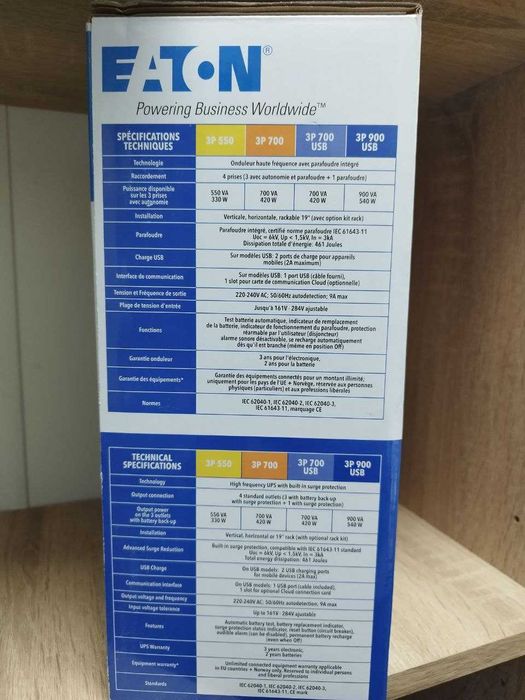 EATON®
Powering Business Worldwide™
SPÉCIFICATIONS TECHNIQUES 3P 550 3P 700 3P 700 USB 3P 900 USB
Technologie Onduleur haute fréquence avec parafoudre intégré
Raccordement 4 prises (3 avec autonomie et parafoudre + 1 parafoudre)
Puissance disponible
sur les 3 prises
avec autonomie
550 VA 700 VA 700 VA 900 VA
330 W 420 W 420 W 540 W
Installation Verticale, horizontale, rackable 19" (avec option kit rack)
Parafoudre
Parafoudre intégré, certifié norme parafoudre IEC 61643-11
Uoc = 6kV, Up < 1,5kV, In = 3kA
Dissipation totale d'énergie: 461 Joules
Charge USB
Sur modèles USB: 2 ports de charge pour appareils
mobiles (2A maximum)
Interface de communication
Sur modèles USB: 1 port USB (câble fourni),
1 slot pour carte de communication Cloud (optionnelle)
Tension et Fréquence de sortie 220-240V AC; 50/60Hz autodetection; 9A max
Plage de tension d'entrée Jusqu'à 161V - 284V ajustable
Fonctions
Test batterie automatique, indicateur de remplacement
de la batterie, indicateur de fonctionnement du parafoudre, protection
réarmable par l'utilisateur (disjoncteur)
alarme sonore désactivable, se recharge automatiquement
dès qu'il est branché (même en position Off)
Garantie onduleur
3 ans pour l'électronique,
2 ans pour la batterie
Garantie des équipements*
Garantie des équipements connectés pour un montant illimité,
uniquement pour les pays de l'UE + Norvège, réservée aux personnes
physiques (particuliers) et aux professions libérales
Normes
IEC 62040-1, IEC 62040-2, IEC 62040-3,
IEC 61643-11, marquage CE
TECHNICAL SPECIFICATIONS 3P 550 3P 700 3P 700 USB 3P 900 USB
Technology High frequency UPS with built-in surge protection
Output connection
4 standard outlets (3 with battery back-up
with surge protection + 1 with surge protection)
Output power
on the 3 outlets
with battery back-up
550 VA 700 VA 700 VA 900 VA
330 W 420 W 420 W 540 W
Installation Vertical, horizontal or 19" rack (with optional rack kit)
Advanced Surge Reduction
Built in surge protection, compatible with IEC 61643-11 standard
Uoc = 6kV, Up < 1,5kV, In = 3kA
Total energy dissipation: 461 Joules
USB Charge
On USB models: 2 USB charging ports
for mobile devices (2A max)
Communication interface
On USB models: 1 USB port (cable included),
1 slot for optional Cloud connection card
Output voltage and frequency 220-240V AC; 50/60Hz autodetection; 9A max
Input voltage tolerance Up to 161V - 284V ajustable
Features
Automatic battery test, battery replacement indicator,
surge protection status indicator, reset button (circuit breaker),
audible alarm (can be disabled), permanent battery recharge
(even when Off)
UPS Warranty
3 years electronic,
2 years batteries
Equipment warranty*
Unlimited connected equipment warranty applicable
in EU countries + Norway only. Reserved to individual persons
and liberal professions
Standards
IEC 62040-1, IEC 62040-2, IEC 62040-3,
IEC 61643-11, CE mark